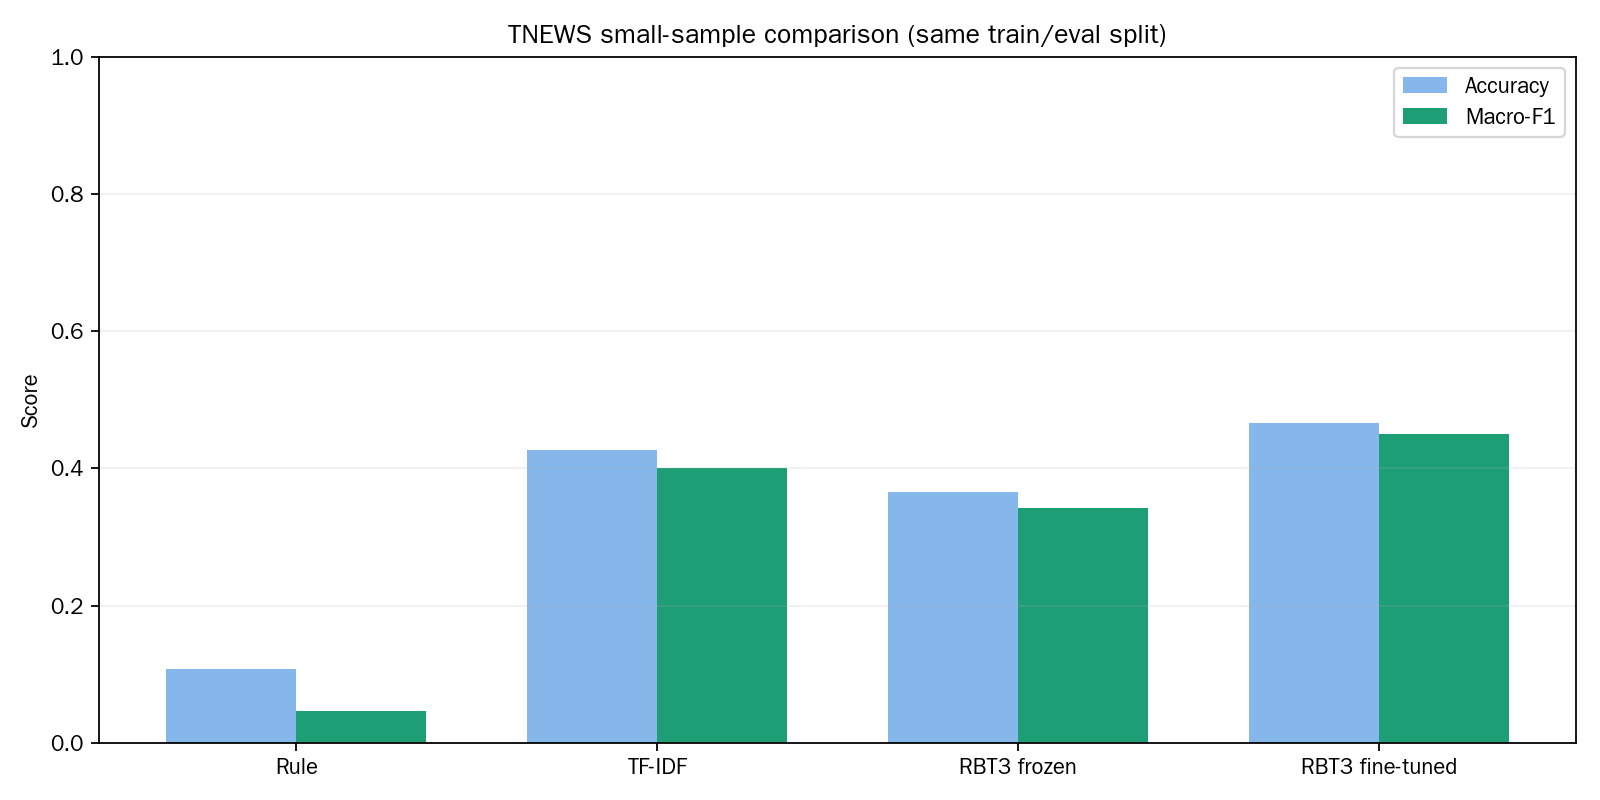 TNEWS small-sample comparison (same train/eval split)
Accuracy
Macro-F1
Score
1.0
0.8
0.6
0.4
0.2
0.0
Rule
TF-IDF
RBT3 frozen
RBT3 fine-tuned